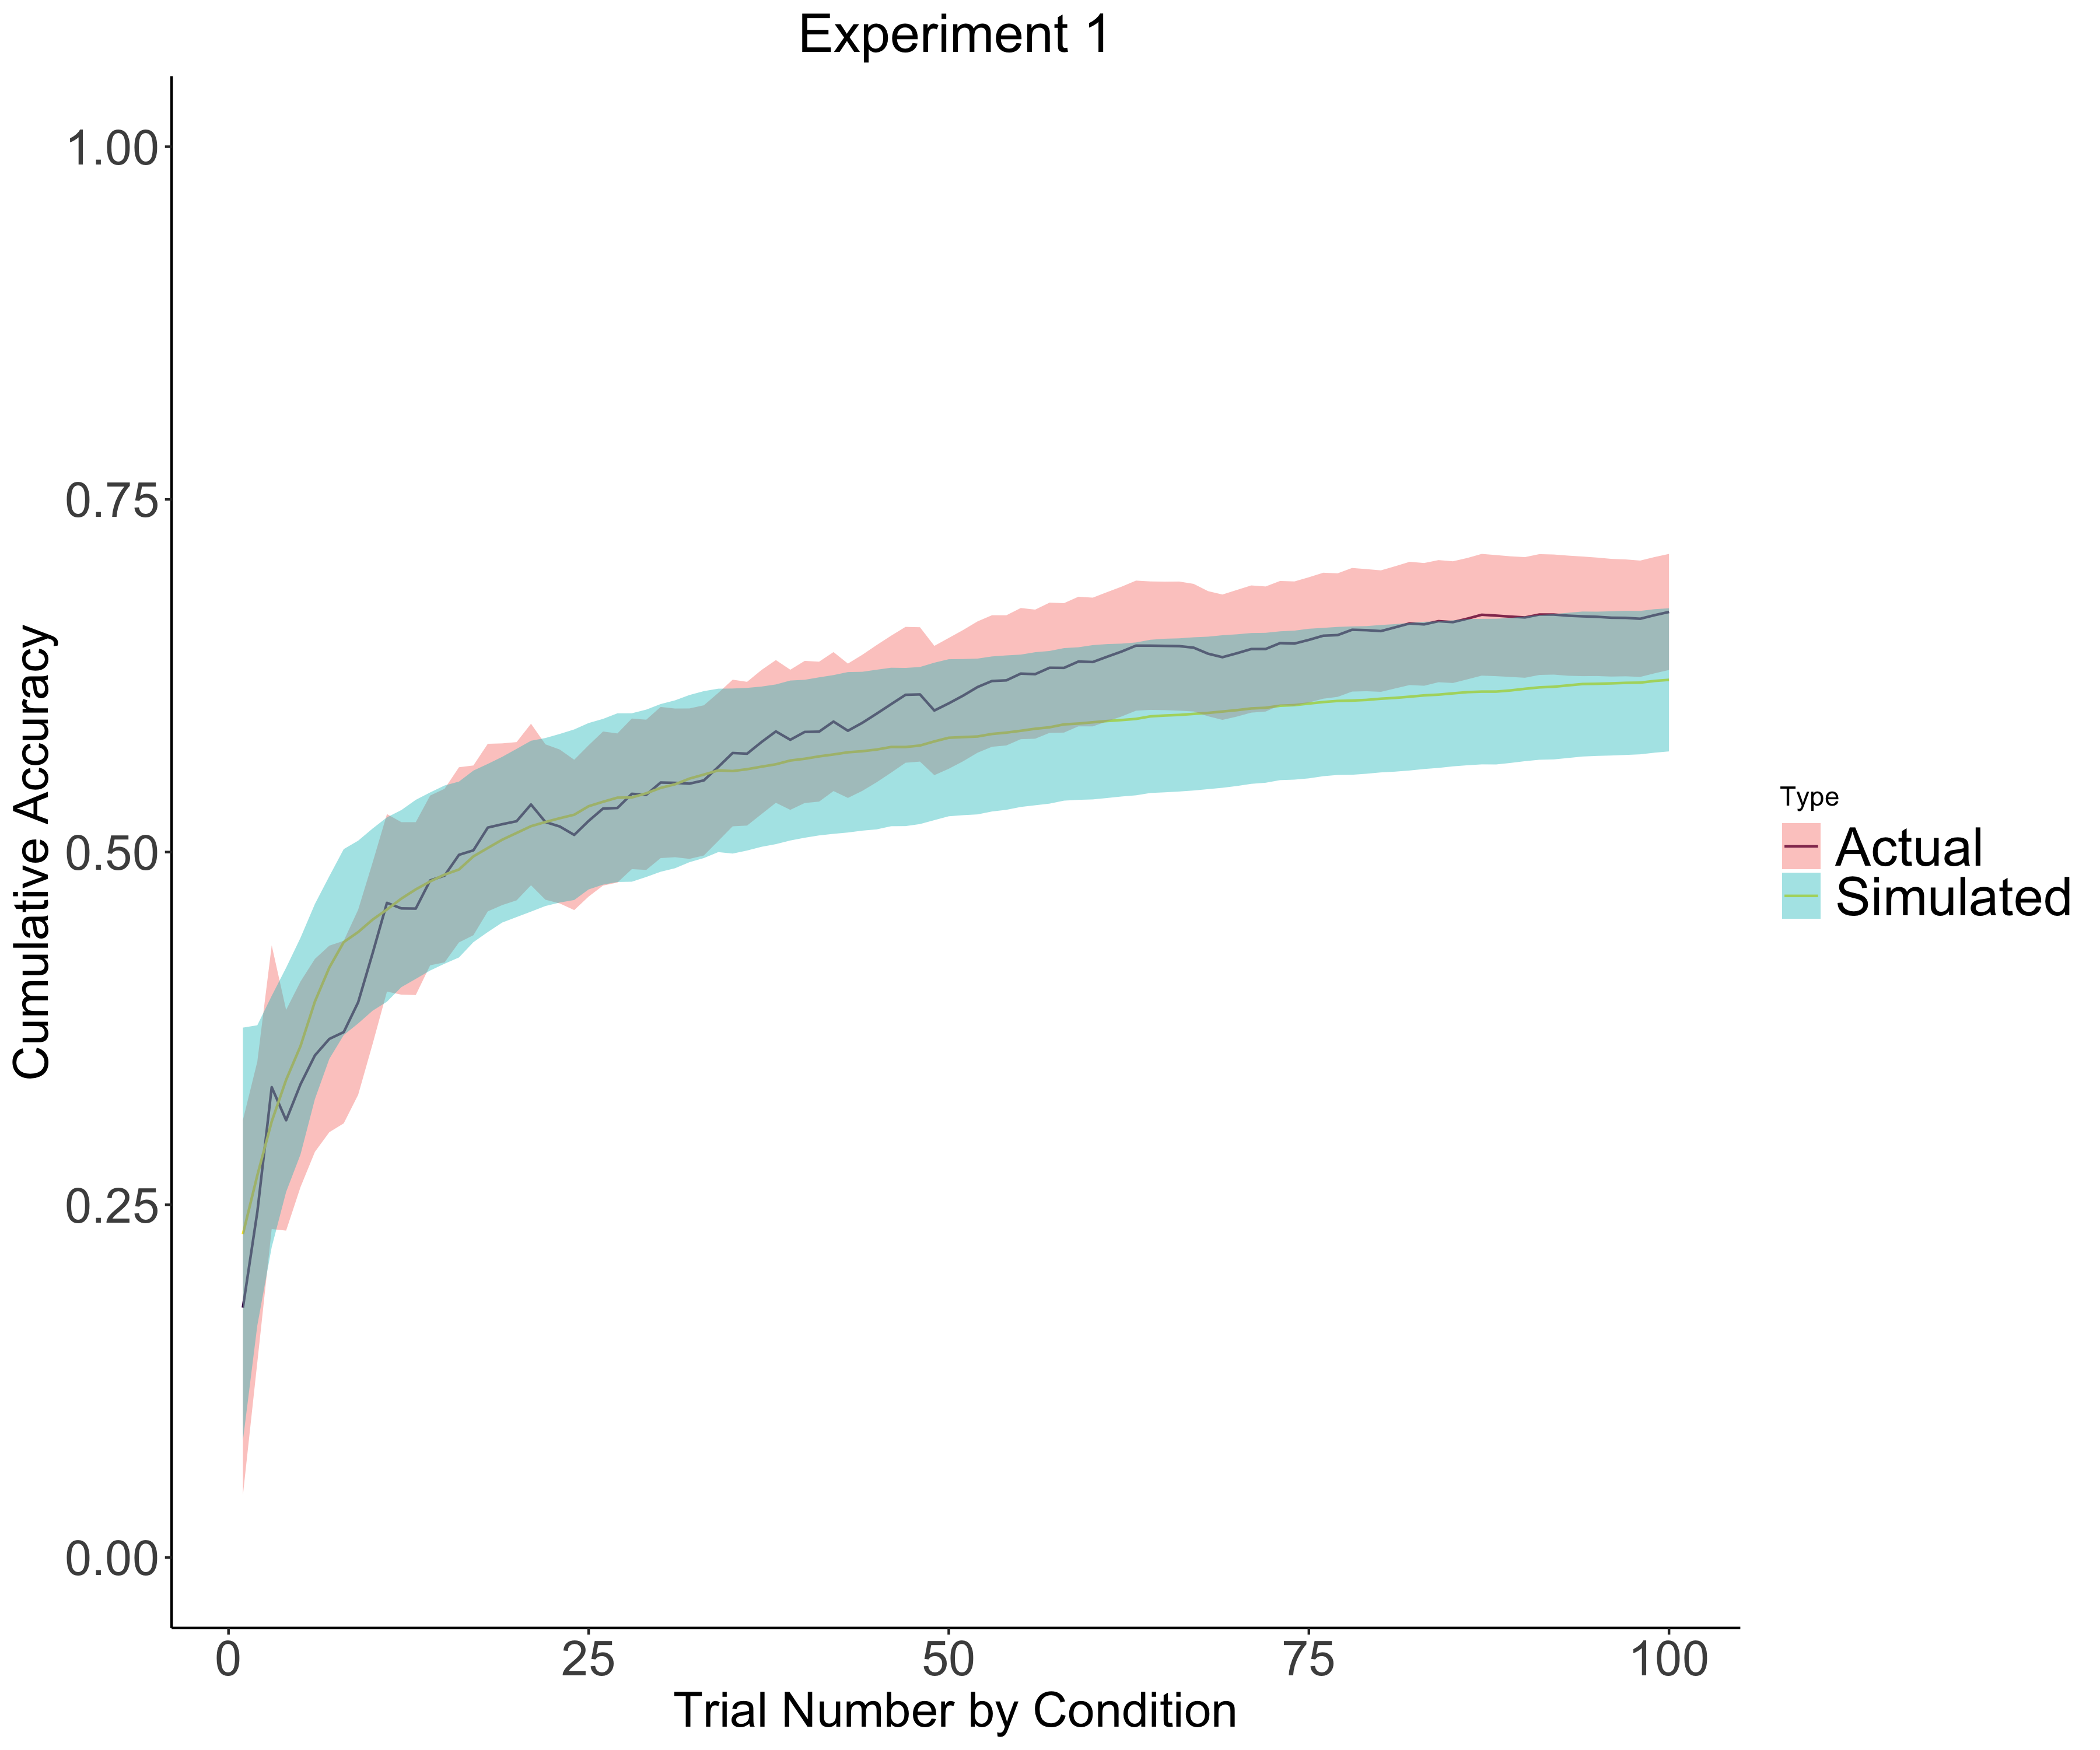 Experiment 1
1.00
0.75
0.50
0.25
0.00
Cumulative Accuracy
0 25 50 75 100
Trial Number by Condition
Type
Actual
Simulated